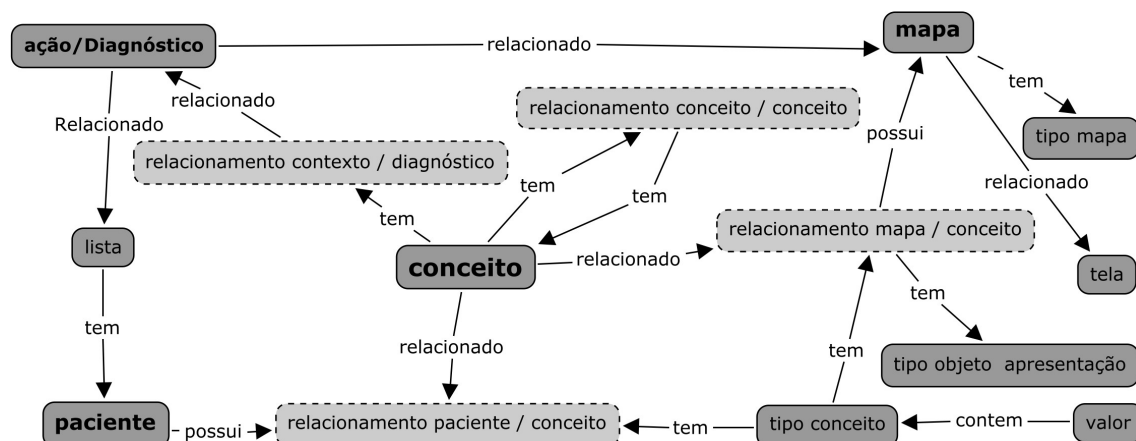 mapa
ação/Diagnóstico
relacionado
tem
relacionado
relacionamento conceito / conceito
Relacionado
possui
tipo mapa
relacionamento contexto / diagnóstico
tem
tem
relacionado
tem
relacionamento mapa / conceito
lista
conceito
relacionado
tela
tem
tem
relacionado
tem
tipo objeto  apresentação
paciente
possui
relacionamento paciente / conceito
tem
tipo conceito
contem
valor